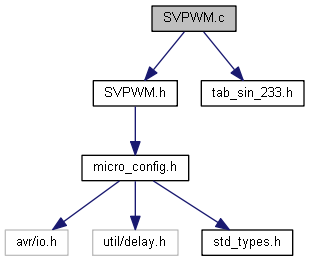 SVPWM.c
SVPWM.h
tab_sin_233.h
micro_config.h
avr/io.h
util/delay.h
std_types.h